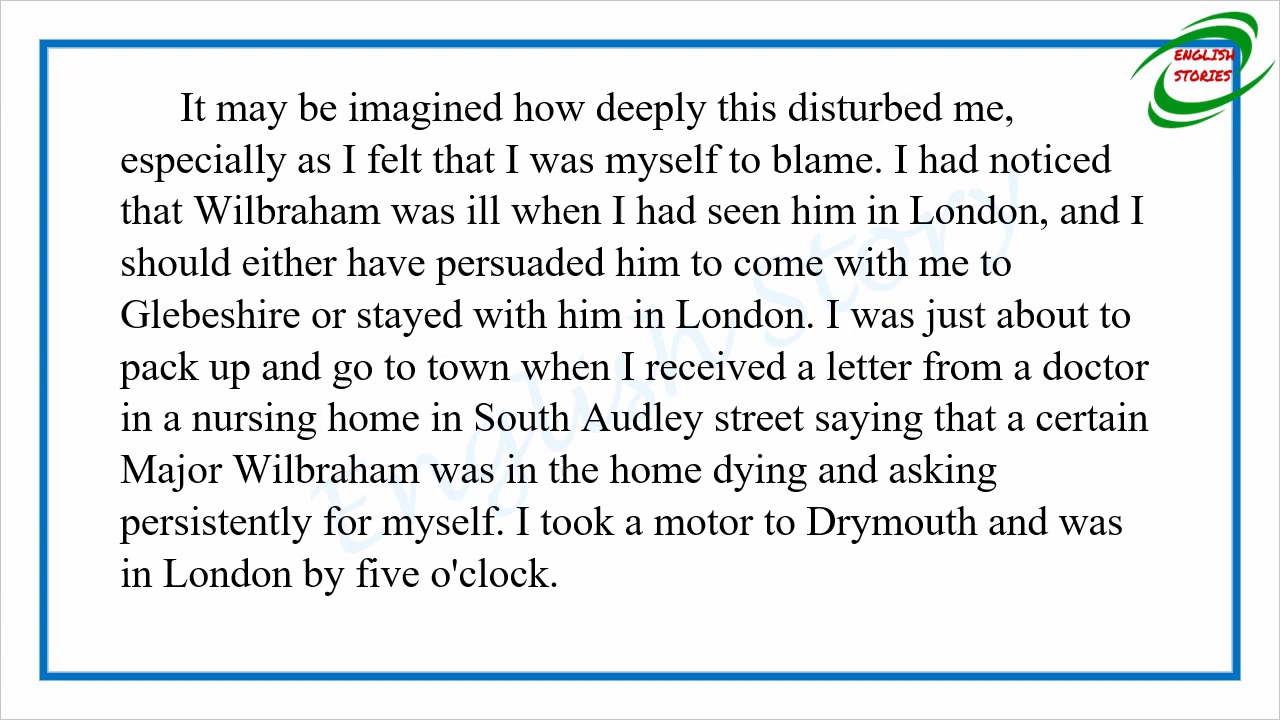 ENGLISH
STORIES
It may be imagined how deeply this disturbed me,
especially as I felt that I was myself to blame. I had noticed
that Wilbraham was ill when I had seen him in London, and I
should either have persuaded him to come with me to
Glebeshire or stayed with him in London. I was just about to
pack up and go to town when I received a letter from a doctor
in a nursing home in South Audley street saying that a certain
Major Wilbraham was in the home dying and asking
persistently for myself. I took a motor to Drymouth and was
in London by five o'clock.
English Story